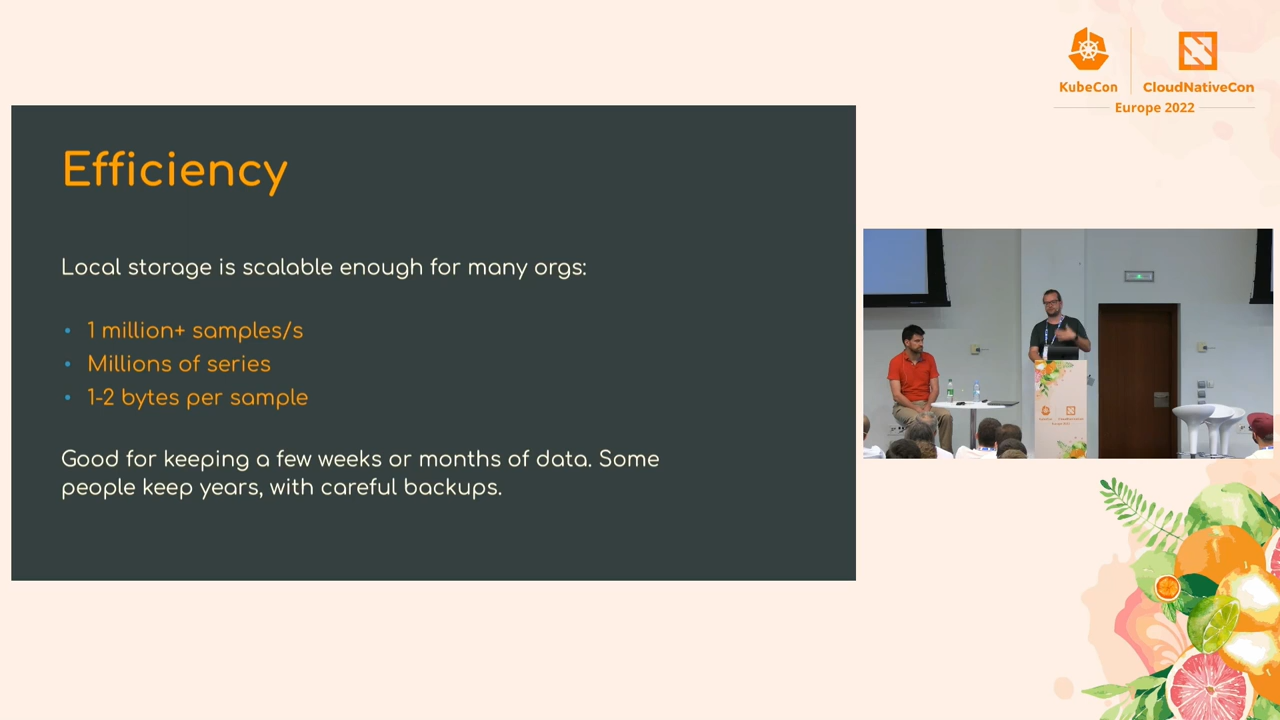 KubeCon
CloudNativeCon
Europe 2022
Efficiency
Local storage is scalable enough for many orgs:
• 1 million+ samples/s
• Millions of series
• 1-2 bytes per sample
Good for keeping a few weeks or months of data. Some
people keep years, with careful backups.